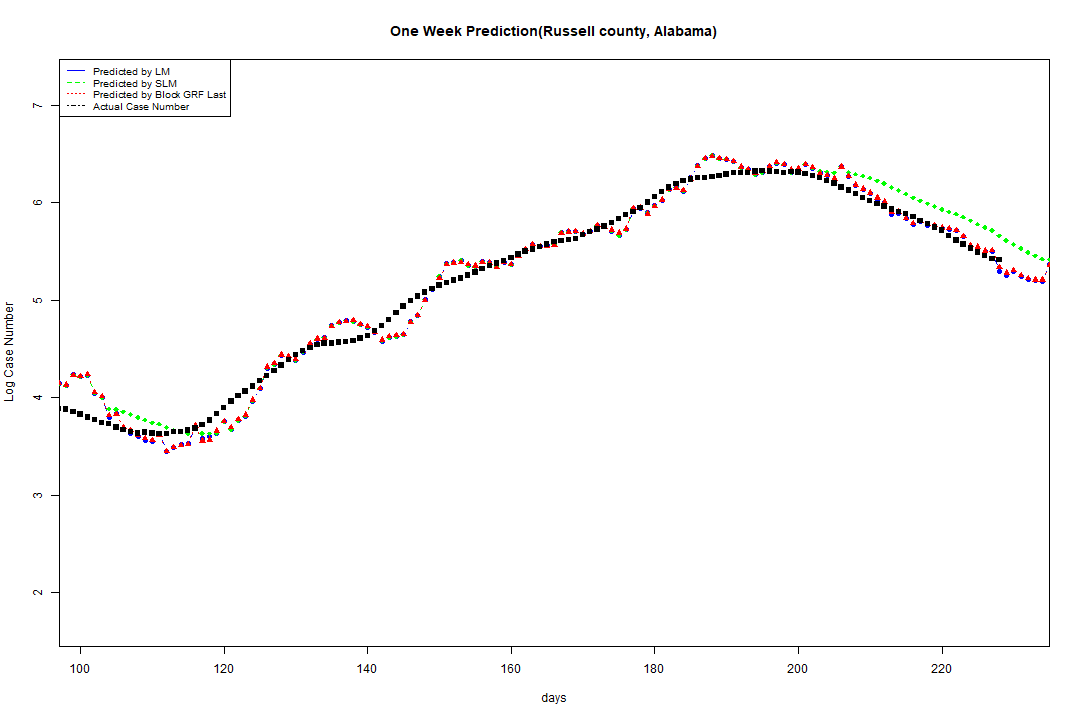 One Week Prediction(Russell county, Alabama)
Predicted by LM
Predicted by SLM
Predicted by Block GRF Last
Actual Case Number
7
6
5
4
3
2
Log Case Number
100 120 140 160 180 200 220
days